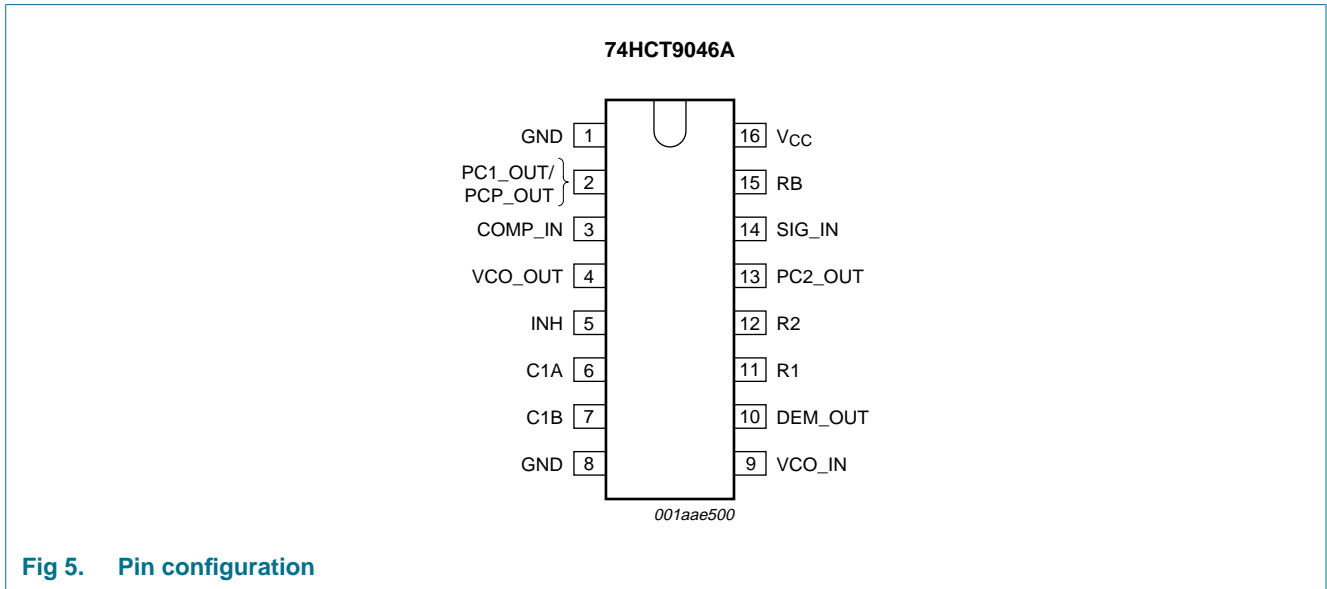 74HCT9046A
GND 1
PC1_OUT/
PCP_OUT 2
COMP_IN 3
VCO_OUT 4
INH 5
C1A 6
C1B 7
GND 8
16 VCC
15 RB
14 SIG_IN
13 PC2_OUT
12 R2
11 R1
10 DEM_OUT
9 VCO_IN
001aae500
Fig 5. Pin configuration